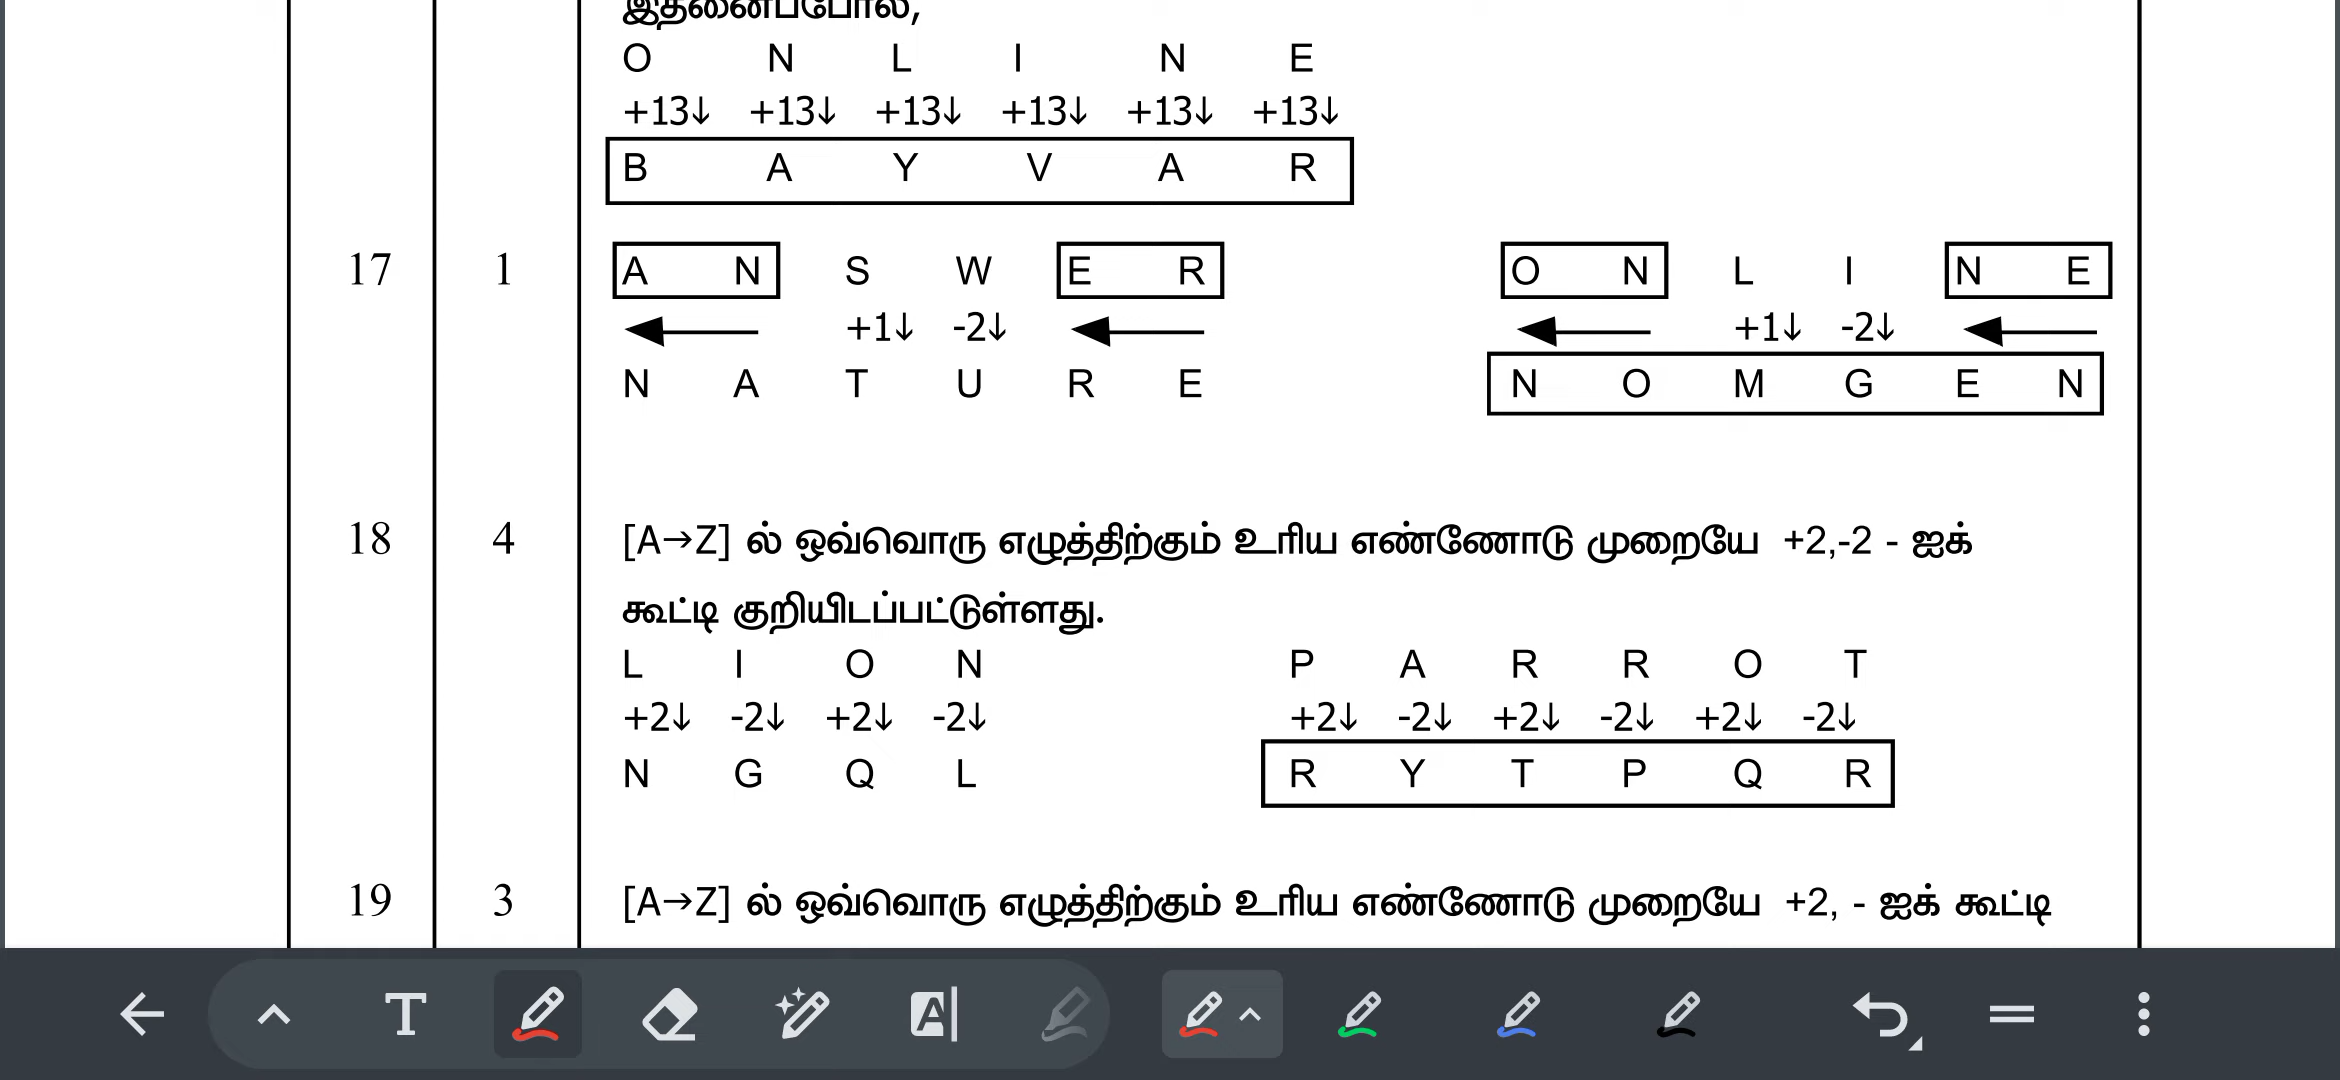 இதனைப்போல,
O N L I N E
+13↓ +13↓ +13↓ +13↓ +13↓ +13↓
B A Y V A R
17 1 A N S W E R O N L I N E
+1↓ -2↓ +1↓ -2↓
N A T U R E N O M G E N
18 4 [A→Z] ல் ஒவ்வொரு எழுத்திற்கும் உரிய எண்ணோடு முறையே +2,-2 - ஐக்
கூட்டி குறியிடப்பட்டுள்ளது.
L I O N P A R R O T
+2↓ -2↓ +2↓ -2↓ +2↓ -2↓ +2↓ -2↓ +2↓ -2↓
N G Q L R Y T P Q R
19 3 [A→Z] ல் ஒவ்வொரு எழுத்திற்கும் உரிய எண்ணோடு முறையே +2, - ஐக் கூட்டி
T A